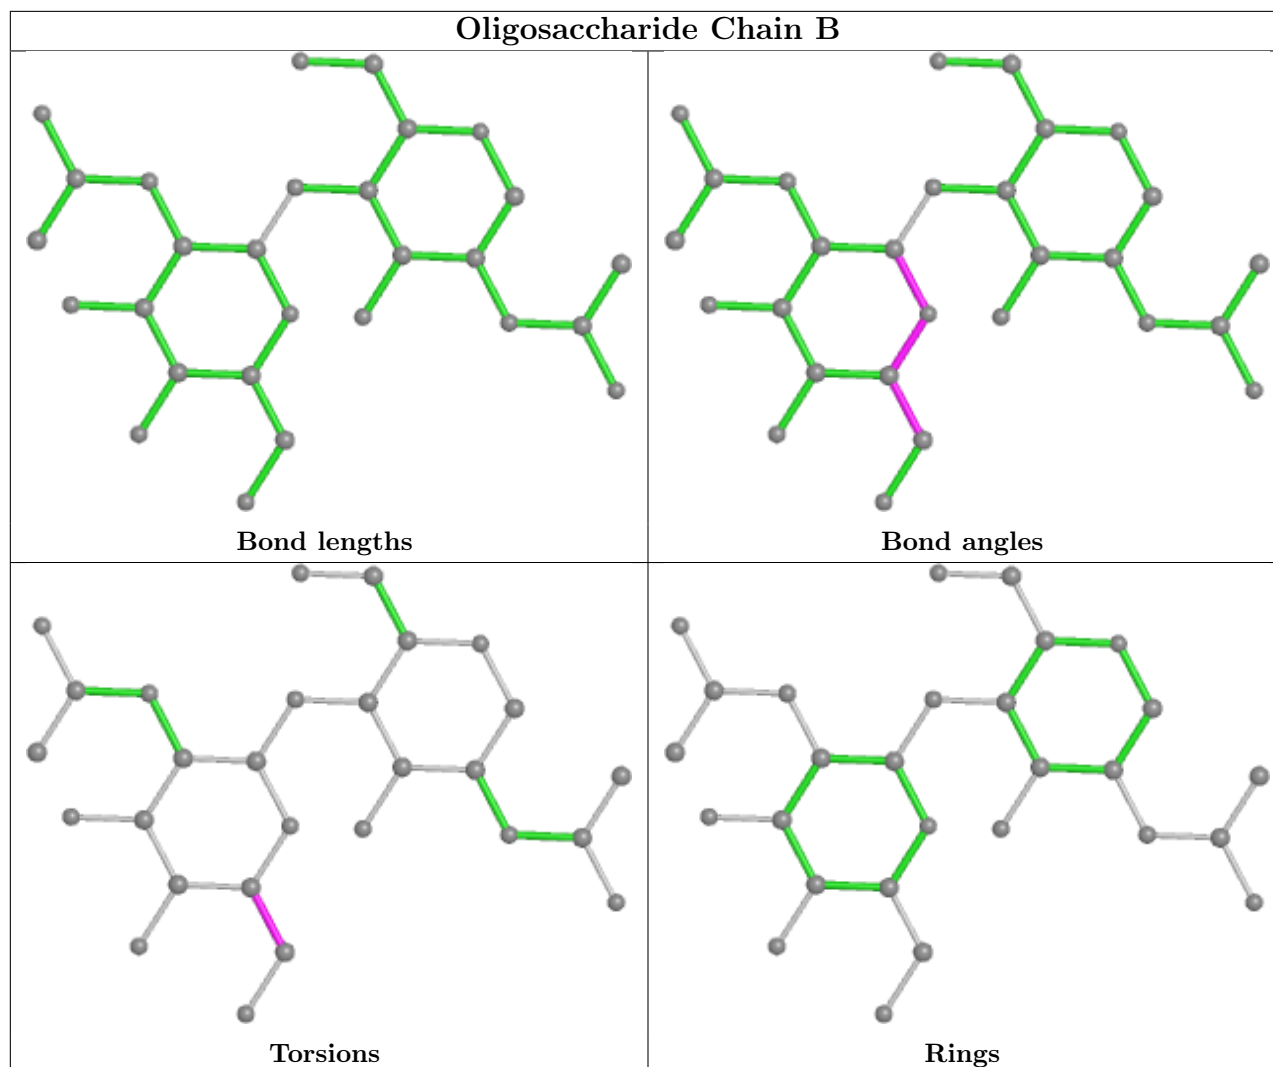 Oligosaccharide Chain B
Bond lengths
Bond angles
Torsions
Rings